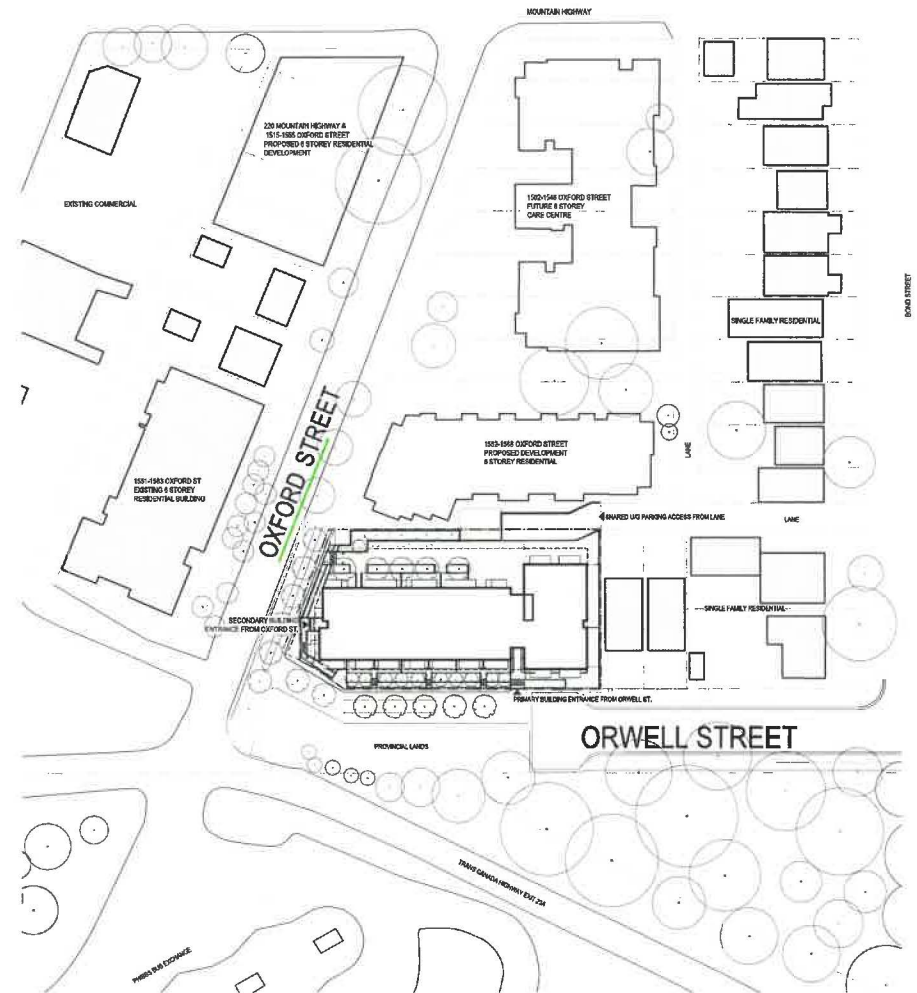 MOUNTAIN HIGHWAY
220 MOUNTAIN HIGHWAY &
1515-1565 OXFORD STREET
PROPOSED 6 STOREY RESIDENTIAL
DEVELOPMENT
EXISTING COMMERCIAL
1502-1546 OXFORD STREET
FUTURE 6 STOREY
CARE CENTRE
BOND STREET
SINGLE FAMILY RESIDENTIAL
OXFORD STREET
1552-1568 OXFORD STREET
PROPOSED DEVELOPMENT
6 STOREY RESIDENTIAL
LANE
1551-1583 OXFORD ST
EXISTING 6 STOREY
RESIDENTIAL BUILDING
SHARED U/G PARKING ACCESS FROM LANE
LANE
SINGLE FAMILY RESIDENTIAL
SECONDARY BUILDING
ENTRANCE FROM OXFORD ST.
PRIMARY BUILDING ENTRANCE FROM ORWELL ST.
ORWELL STREET
PROVINCIAL LANDS
TRANS CANADA HIGHWAY EXIT 23A
PHIBBS BUS EXCHANGE